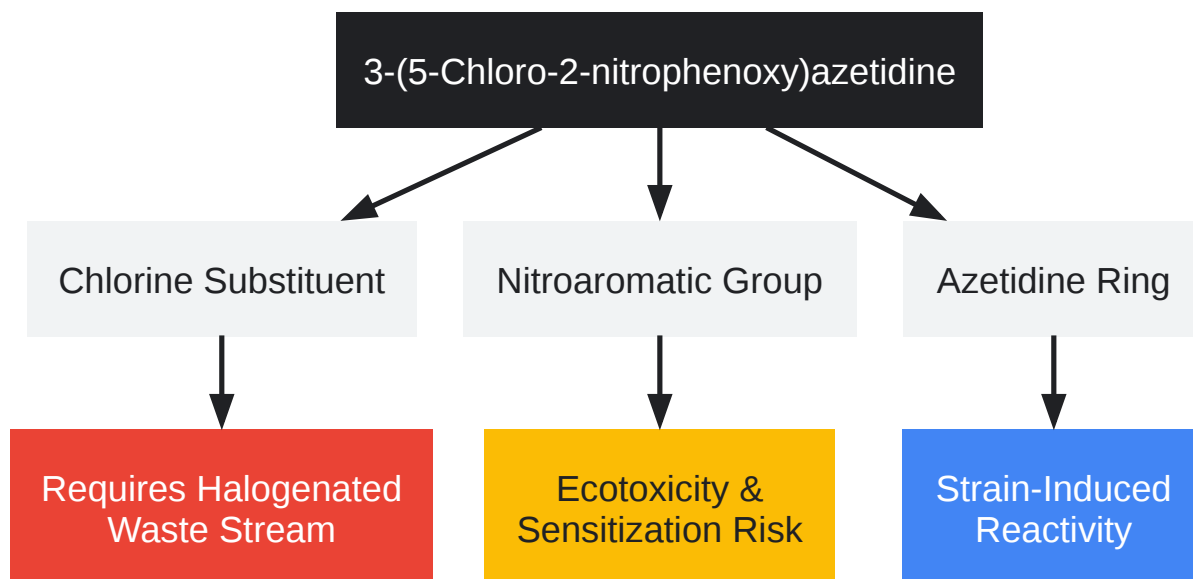 3-(5-Chloro-2-nitrophenoxy)azetidine
Chlorine Substituent
Nitroaromatic Group
Azetidine Ring
Requires Halogenated
Waste Stream
Ecotoxicity &
Sensitization Risk
Strain-Induced
Reactivity